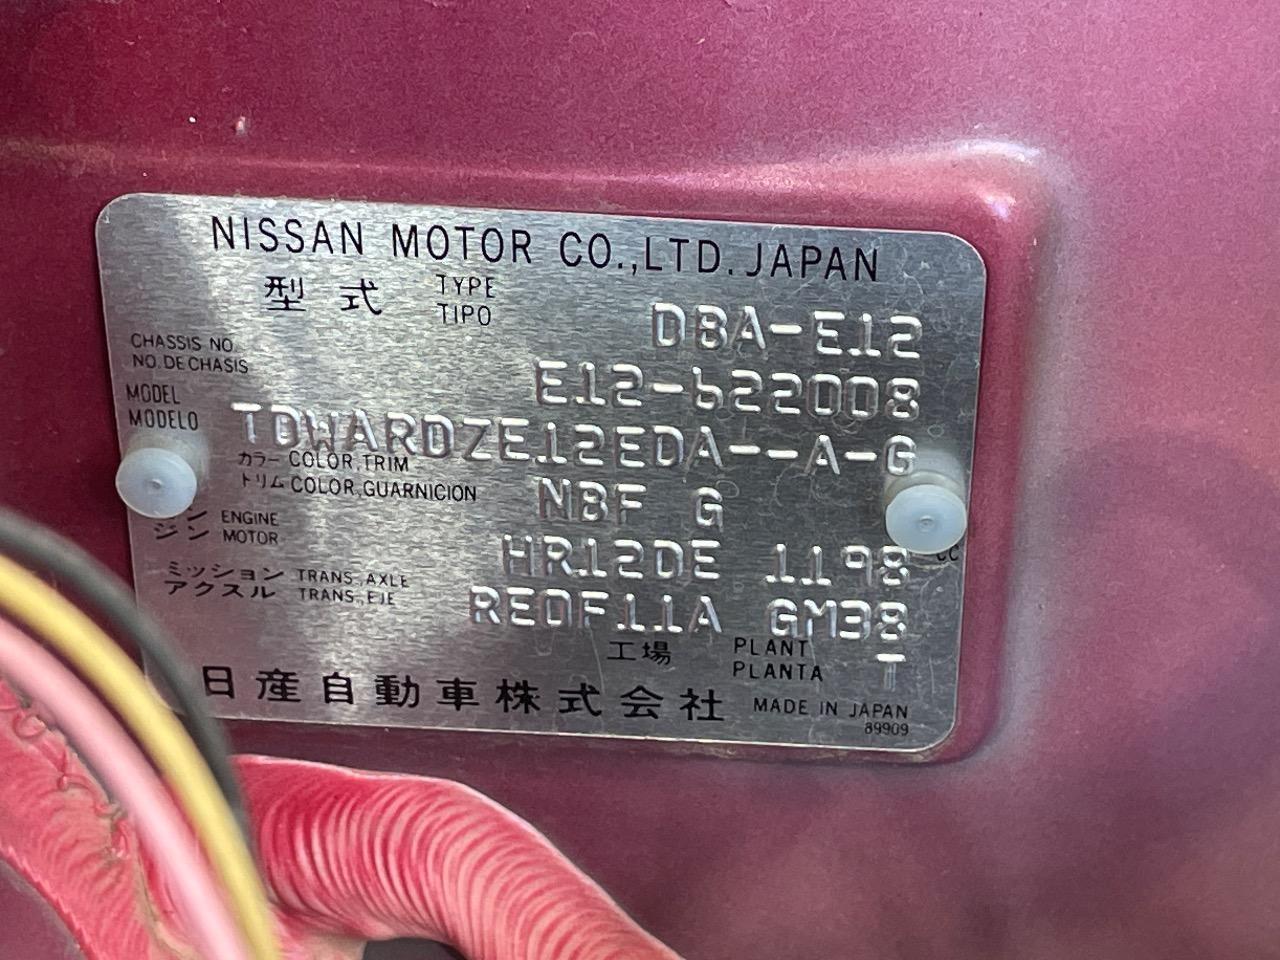 NISSAN MOTOR CO.,LTD. JAPAN
型式 TYPE TIPO DBA-E12
CHASSIS NO. NO. DE CHASIS E12-622008
MODEL MODELO TDWARDZE12EDA--A-G
カラー COLOR,TRIM
トリム COLOR,GUARNICION NBF G
ン ENGINE
ジン MOTOR HR12DE 1198 CC
ミッション TRANS.,AXLE
アクスル TRANS.,EJE RE0F11A GM38
工場 PLANT PLANTA T
日産自動車株式会社 MADE IN JAPAN
89909